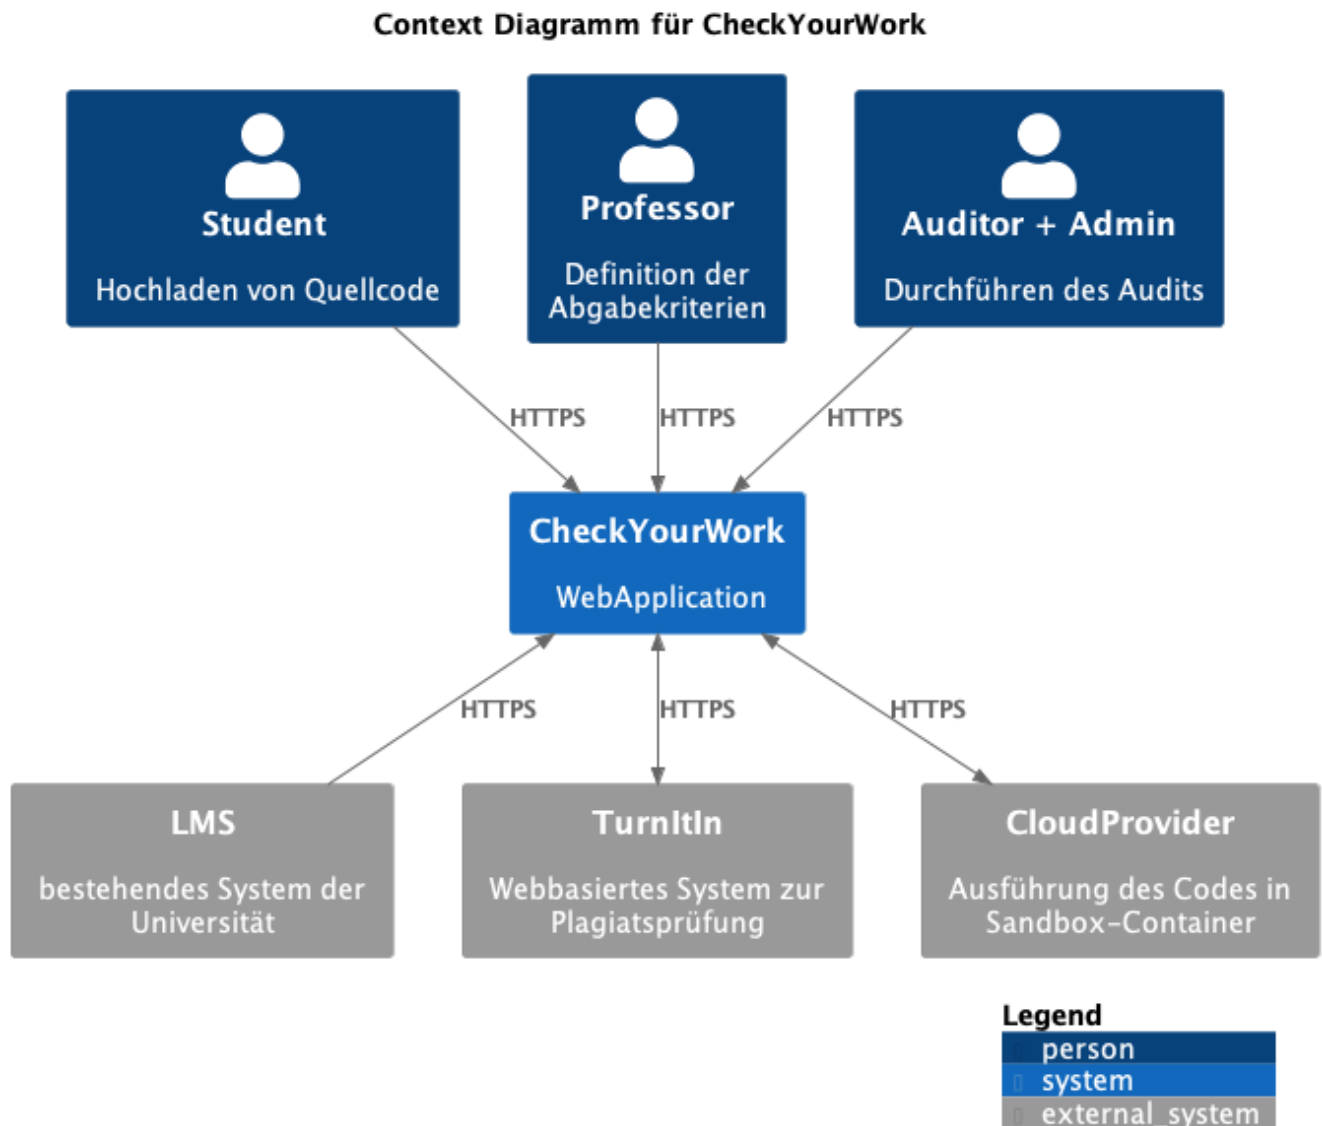 Context Diagramm für CheckYourWork
Student
Hochladen von Quellcode
Professor
Definition der
Abgabekriterien
Auditor + Admin
Durchführen des Audits
HTTPS
HTTPS
HTTPS
CheckYourWork
WebApplication
HTTPS
HTTPS
HTTPS
LMS
bestehendes System der
Universität
TurnItIn
Webbasiertes System zur
Plagiatsprüfung
CloudProvider
Ausführung des Codes in
Sandbox-Container
Legend
person
system
external_system